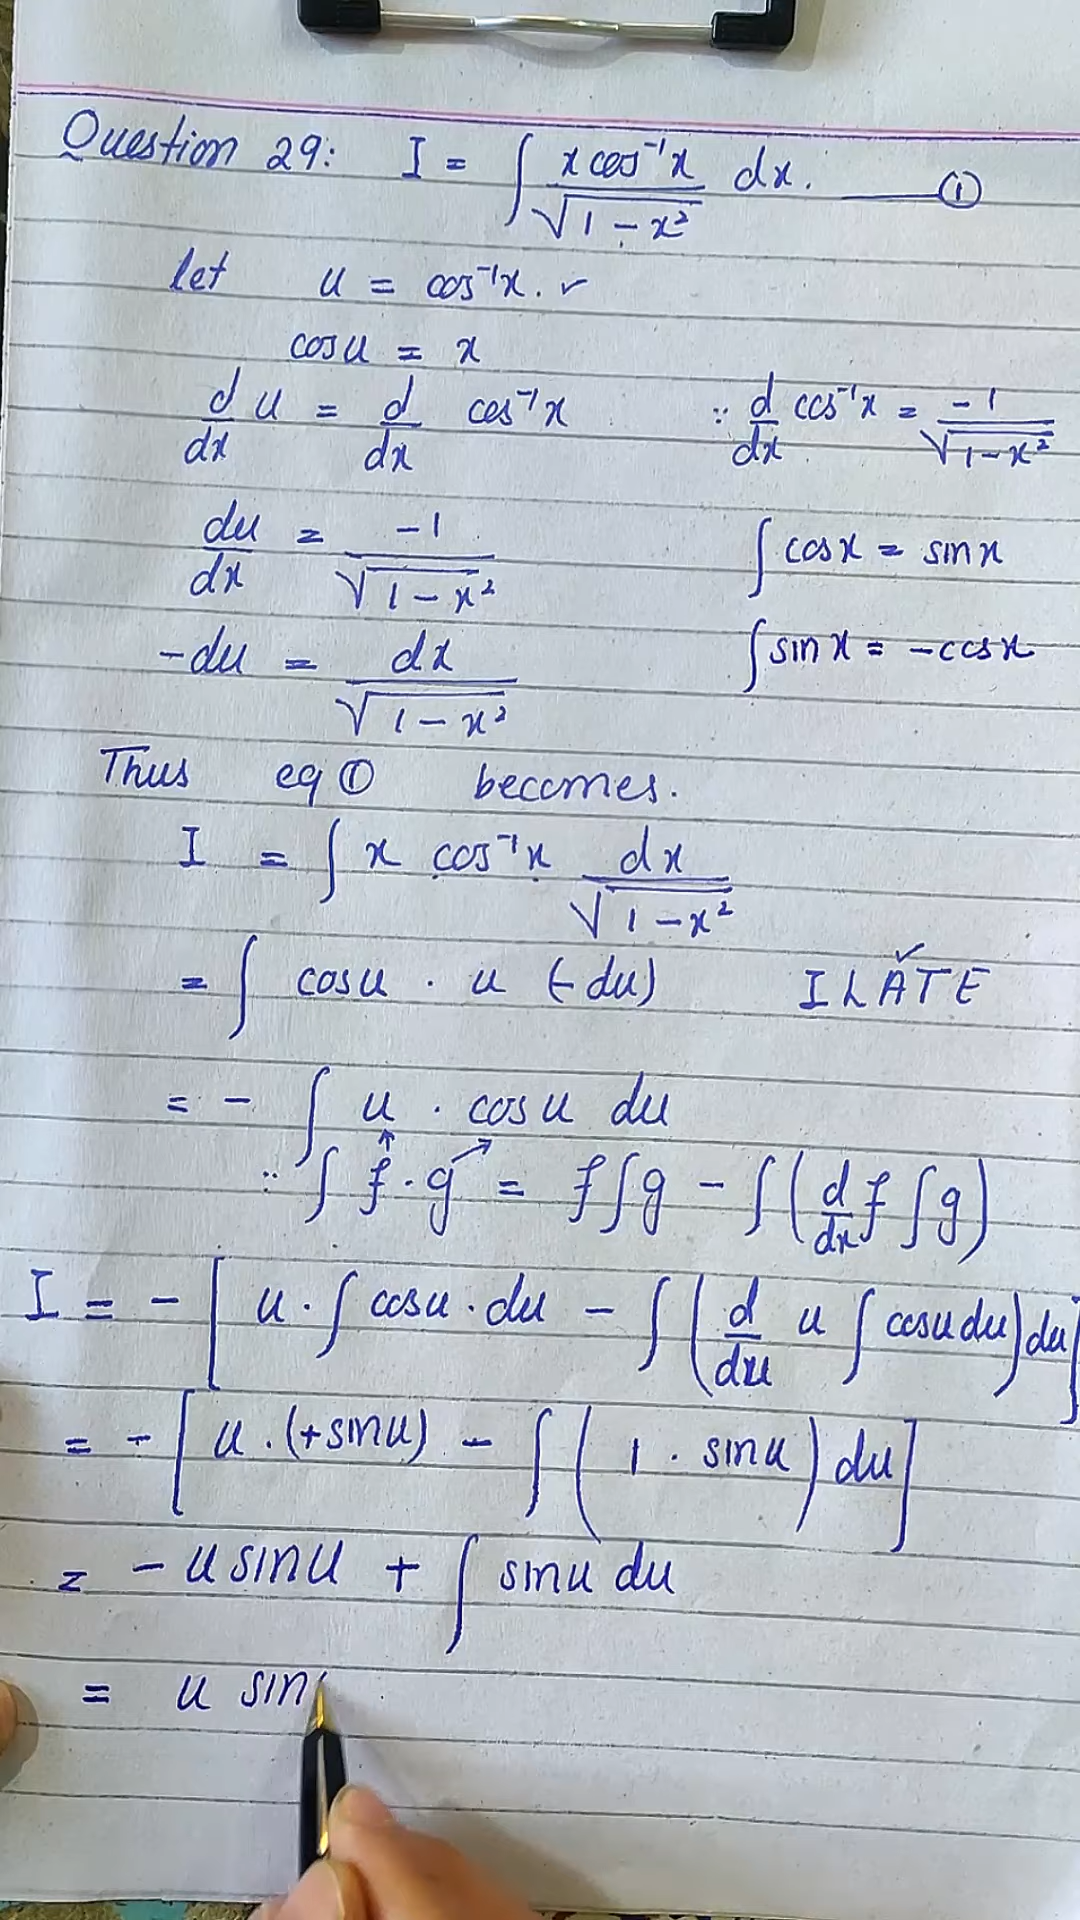 Question 29: I = ∫ x cos⁻¹x / √(1 - x²) dx. ——— ①
let u = cos⁻¹x. ✓
cos u = x
d/dx u = d/dx cos⁻¹x ∵ d/dx cos⁻¹x = -1/√(1-x²)
du/dx = -1/√(1-x²) ∫ cos x = sin x
-du = dx/√(1-x²) ∫ sin x = -cos x
Thus eq ① becomes.
I = ∫ x cos⁻¹x dx/√(1-x²)
= ∫ cos u . u (-du) ILATE ✓
= - ∫ u . cos u du
∵ ∫ f . g = f ∫ g - ∫ (d/dx f ∫ g)
I = - [u . ∫ cos u . du - ∫ (d/du u ∫ cos u du) du]
= - [u . (+sin u) - ∫ (1 . sin u) du]
= - u sin u + ∫ sin u du
= u sin